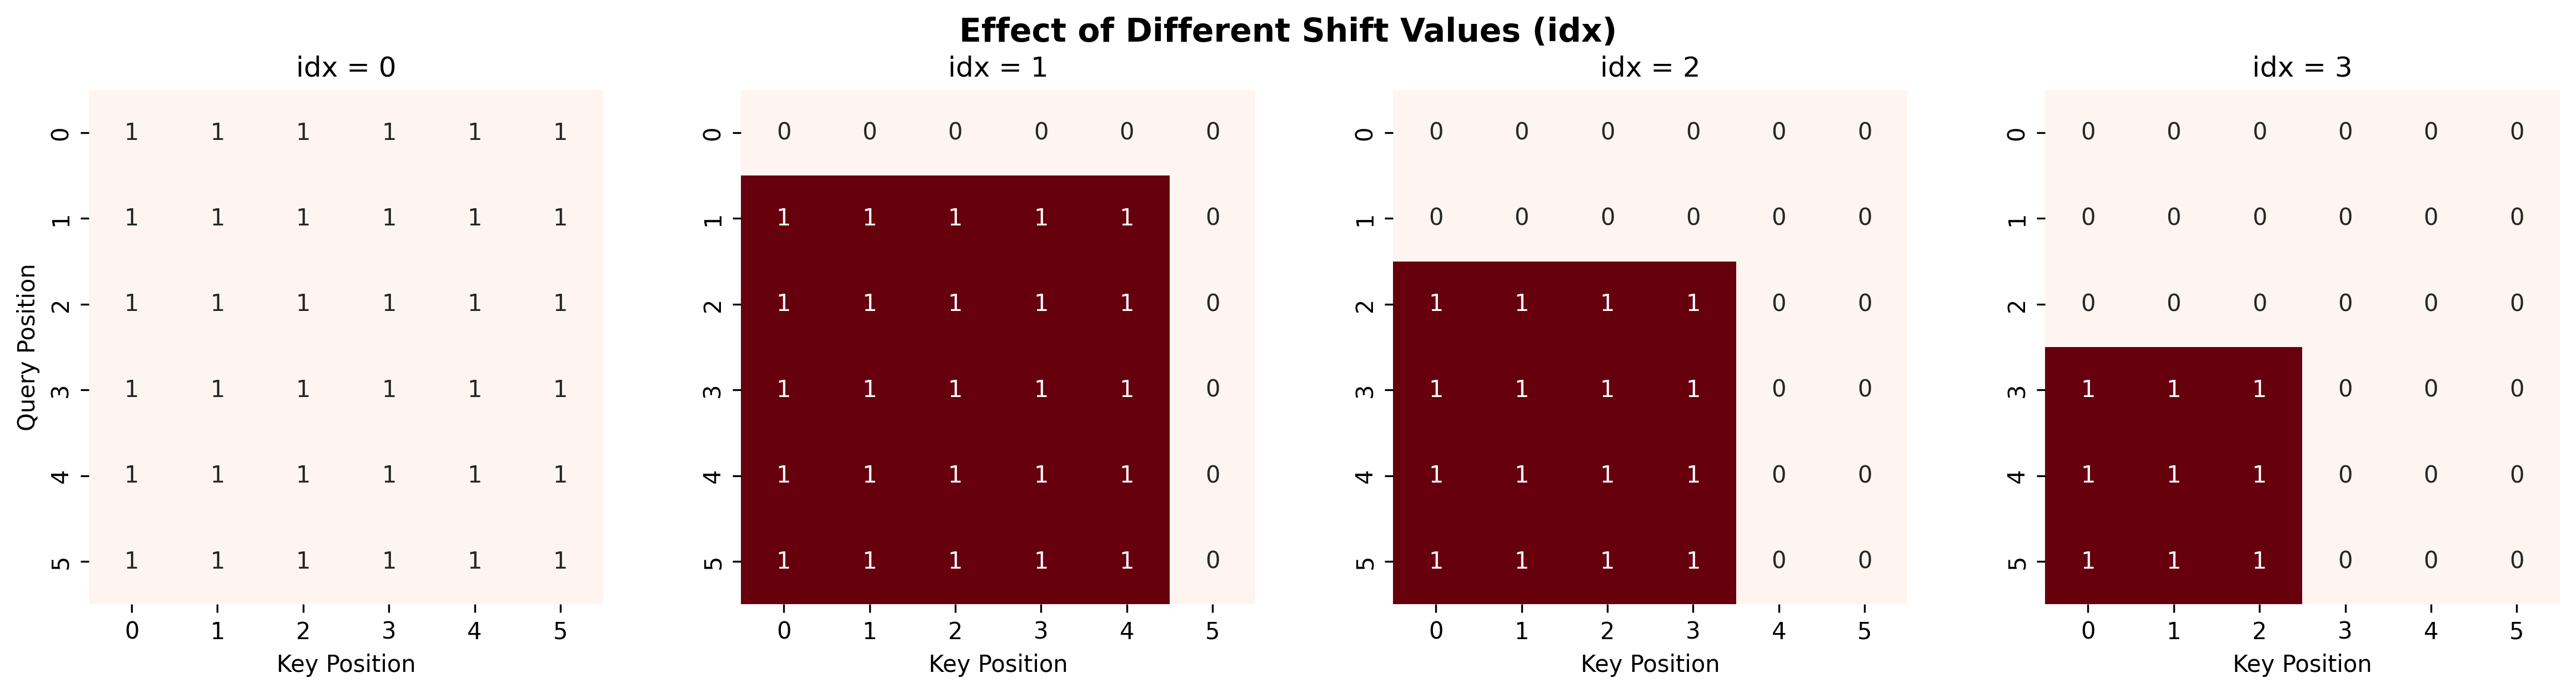 Effect of Different Shift Values (idx)
idx = 0
idx = 1
idx = 2
idx = 3
Query Position
0 1 1 1 1 1 1
1 1 1 1 1 1 1
2 1 1 1 1 1 1
3 1 1 1 1 1 1
4 1 1 1 1 1 1
5 1 1 1 1 1 1
0 1 2 3 4 5
Key Position
0 0 0 0 0 0 0
1 1 1 1 1 1 0
2 1 1 1 1 1 0
3 1 1 1 1 1 0
4 1 1 1 1 1 0
5 1 1 1 1 1 0
0 1 2 3 4 5
Key Position
0 0 0 0 0 0 0
1 0 0 0 0 0 0
2 1 1 1 1 0 0
3 1 1 1 1 0 0
4 1 1 1 1 0 0
5 1 1 1 1 0 0
0 1 2 3 4 5
Key Position
0 0 0 0 0 0 0
1 0 0 0 0 0 0
2 0 0 0 0 0 0
3 1 1 1 0 0 0
4 1 1 1 0 0 0
5 1 1 1 0 0 0
0 1 2 3 4 5
Key Position